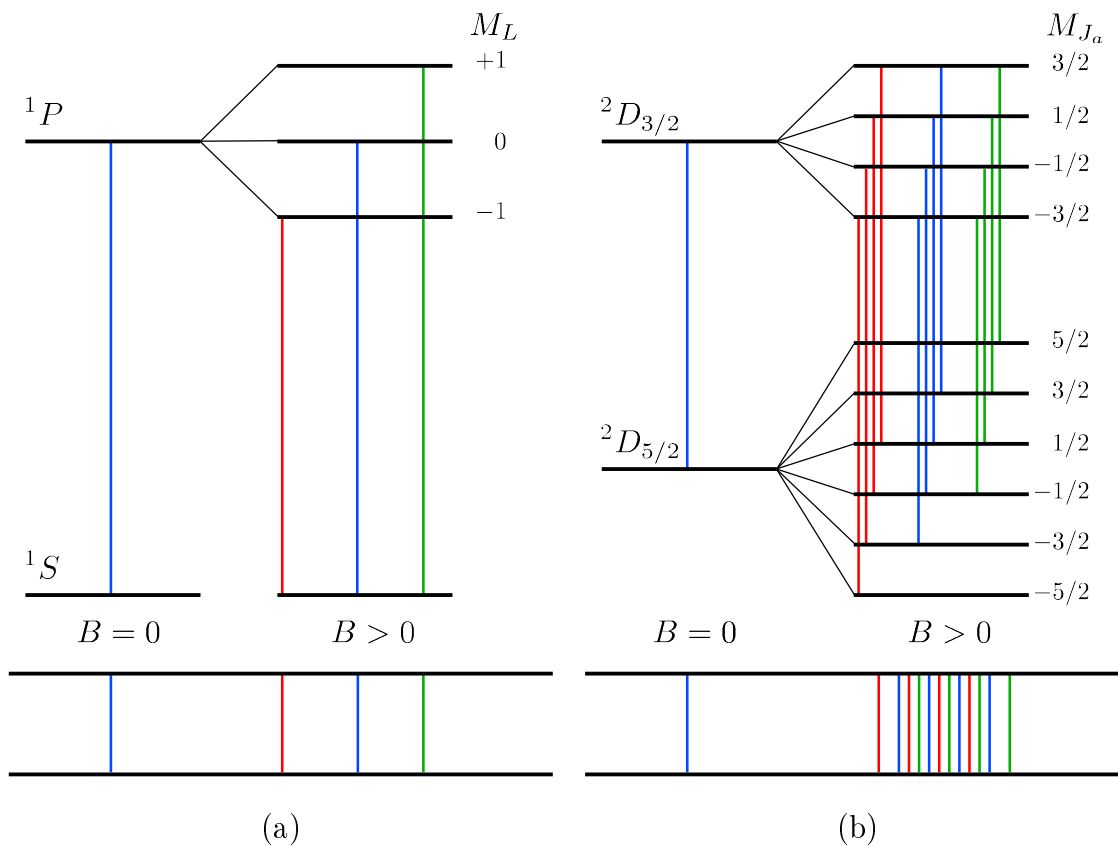 M_L
+1
¹P
0
−1
¹S
B = 0
B > 0
(a)
M_{J_a}
3/2
²D_{3/2}
1/2
−1/2
−3/2
5/2
3/2
²D_{5/2}
1/2
−1/2
−3/2
−5/2
B = 0
B > 0
(b)